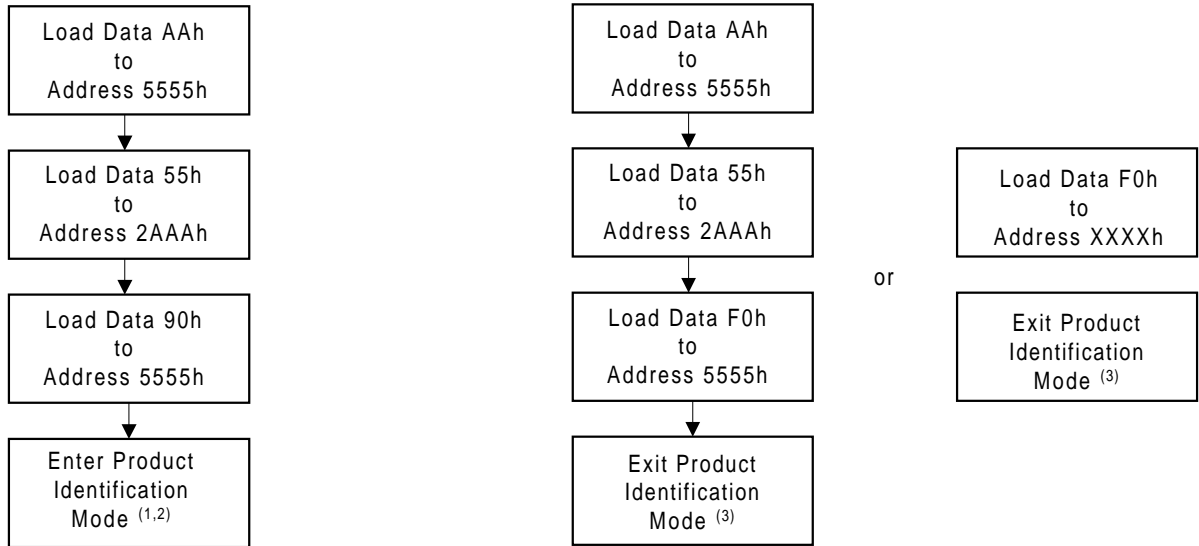 Load Data AAh
to
Address 5555h
Load Data 55h
to
Address 2AAAh
Load Data 90h
to
Address 5555h
Enter Product
Identification
Mode (1,2)
Load Data AAh
to
Address 5555h
Load Data 55h
to
Address 2AAAh
Load Data F0h
to
Address 5555h
Exit Product
Identification
Mode (3)
or
Load Data F0h
to
Address XXXXh
Exit Product
Identification
Mode (3)